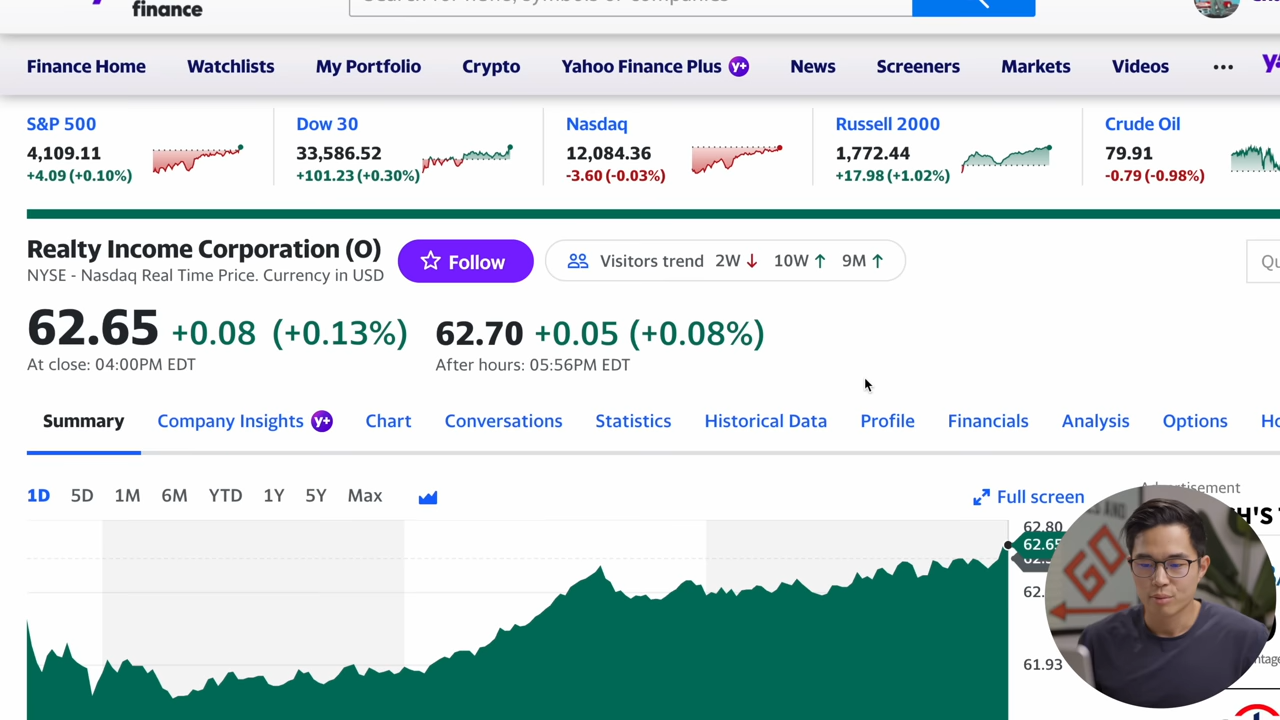 finance
Finance Home Watchlists My Portfolio Crypto Yahoo Finance Plus y+ News Screeners Markets Videos ...
S&P 500 Dow 30 Nasdaq Russell 2000 Crude Oil
4,109.11 33,586.52 12,084.36 1,772.44 79.91
+4.09 (+0.10%) +101.23 (+0.30%) -3.60 (-0.03%) +17.98 (+1.02%) -0.79 (-0.98%)
Realty Income Corporation (O)
NYSE - Nasdaq Real Time Price. Currency in USD
Follow
Visitors trend 2W ↓ 10W ↑ 9M ↑
Qu
62.65 +0.08 (+0.13%) 62.70 +0.05 (+0.08%)
At close: 04:00PM EDT After hours: 05:56PM EDT
Summary Company Insights y+ Chart Conversations Statistics Historical Data Profile Financials Analysis Options Ho
1D 5D 1M 6M YTD 1Y 5Y Max
Full screen
62.80
62.65
62.
61.93
GO
H'S